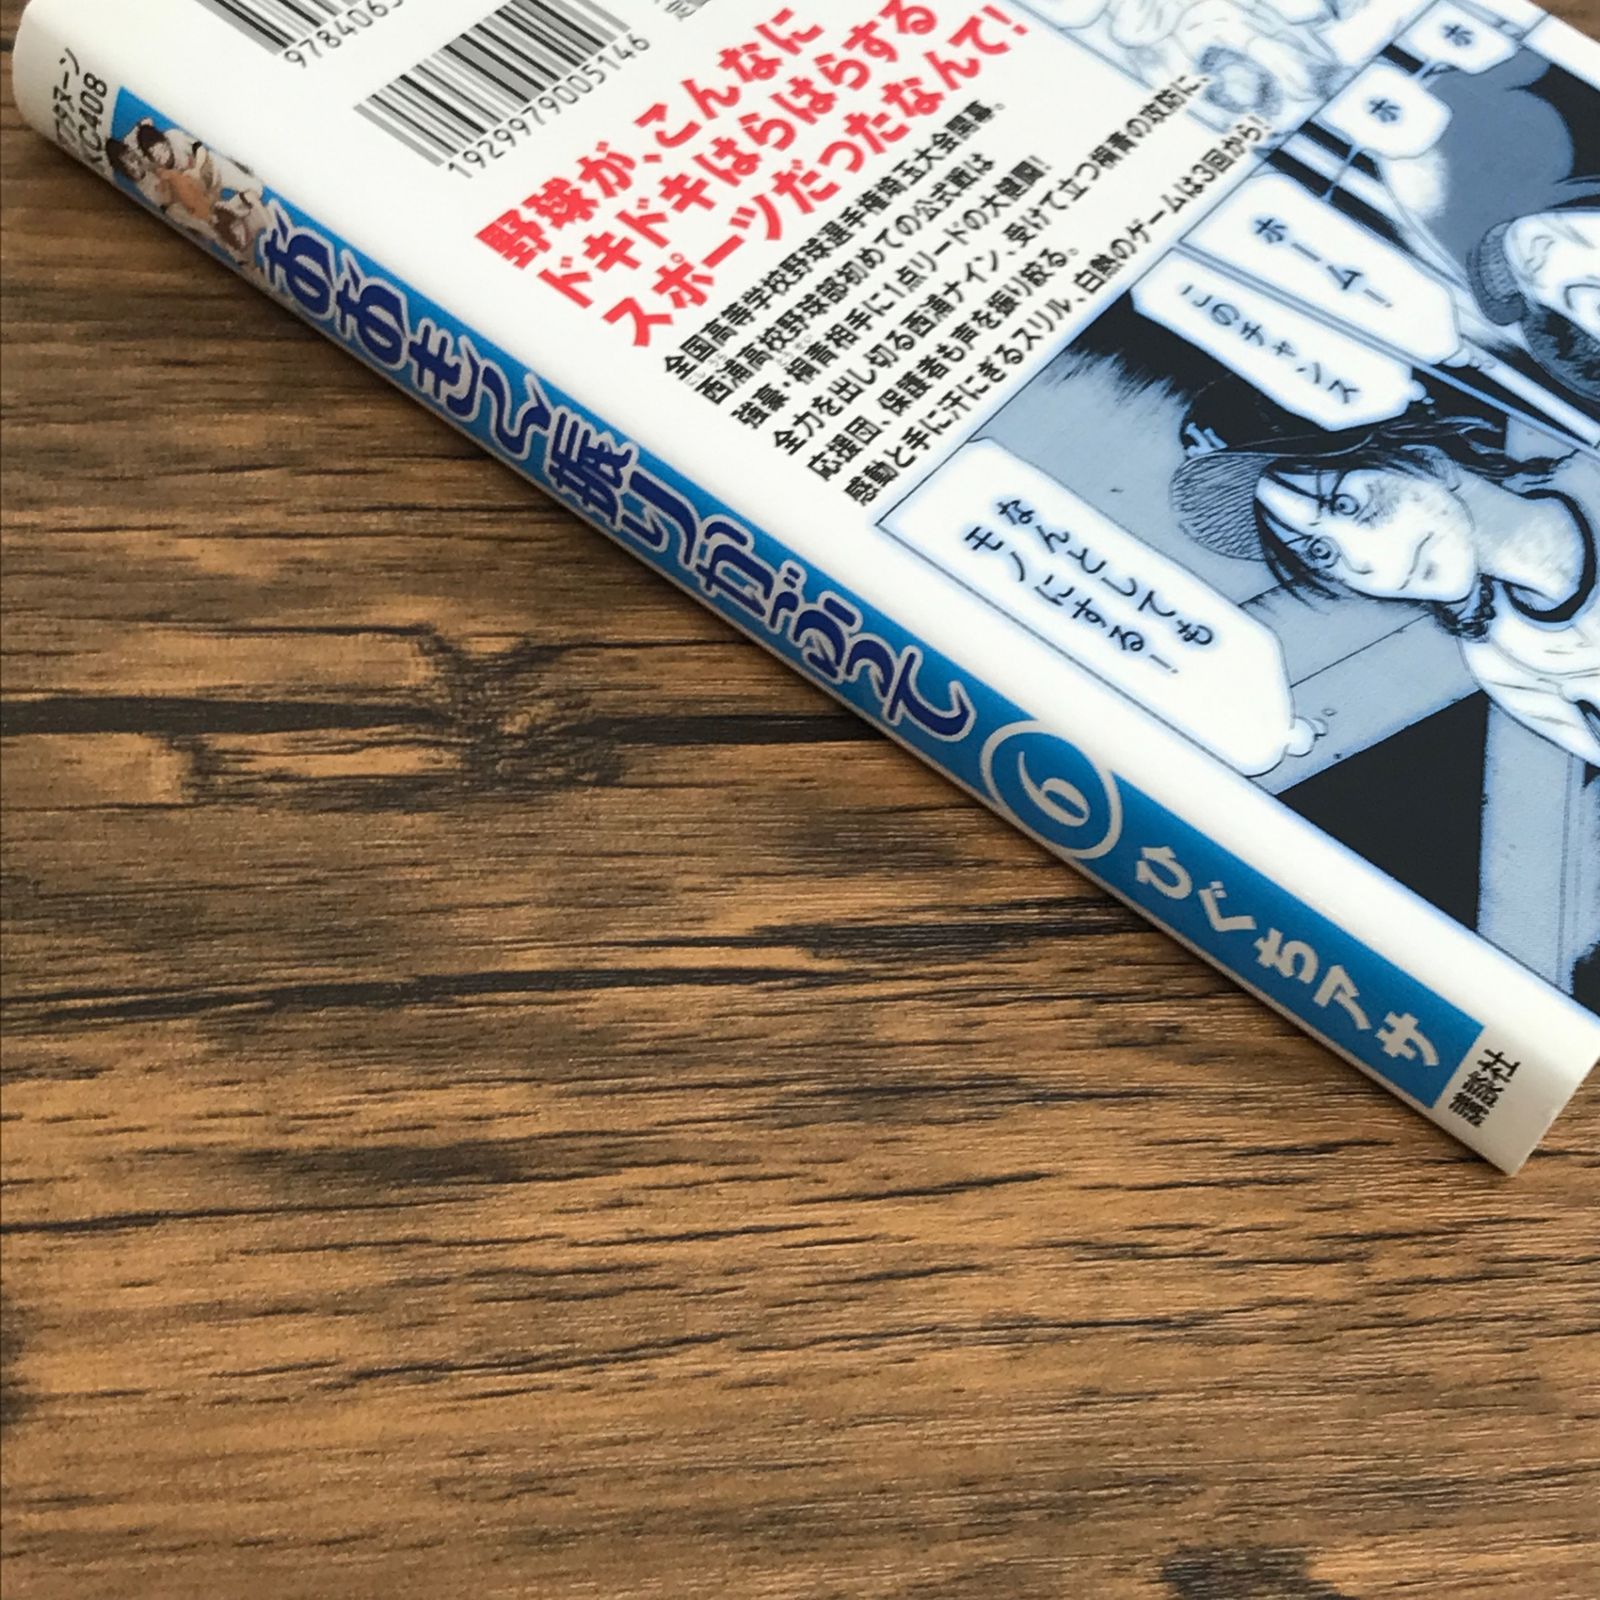 アフタヌーン
KC408
おおきく振りかぶって
6
ひぐちアサ
講談社
1929979005146
野球が、こんなに
ドキドキはらはらする
スポーツだったなんて！
全国高等学校野球選手権埼玉大会開幕。
西浦高校野球部初めての公式戦は
強豪・桐青相手に1点リードの大健闘！
全力を出し切る西浦ナイン、受けて立つ桐青の攻防に、
応援団、保護者も声を振り絞る。
感動と手に汗にぎるスリル、白熱のゲームは3回から！
ホ
ホ
ホームー
このチャンス
なんとしても
モノにする！